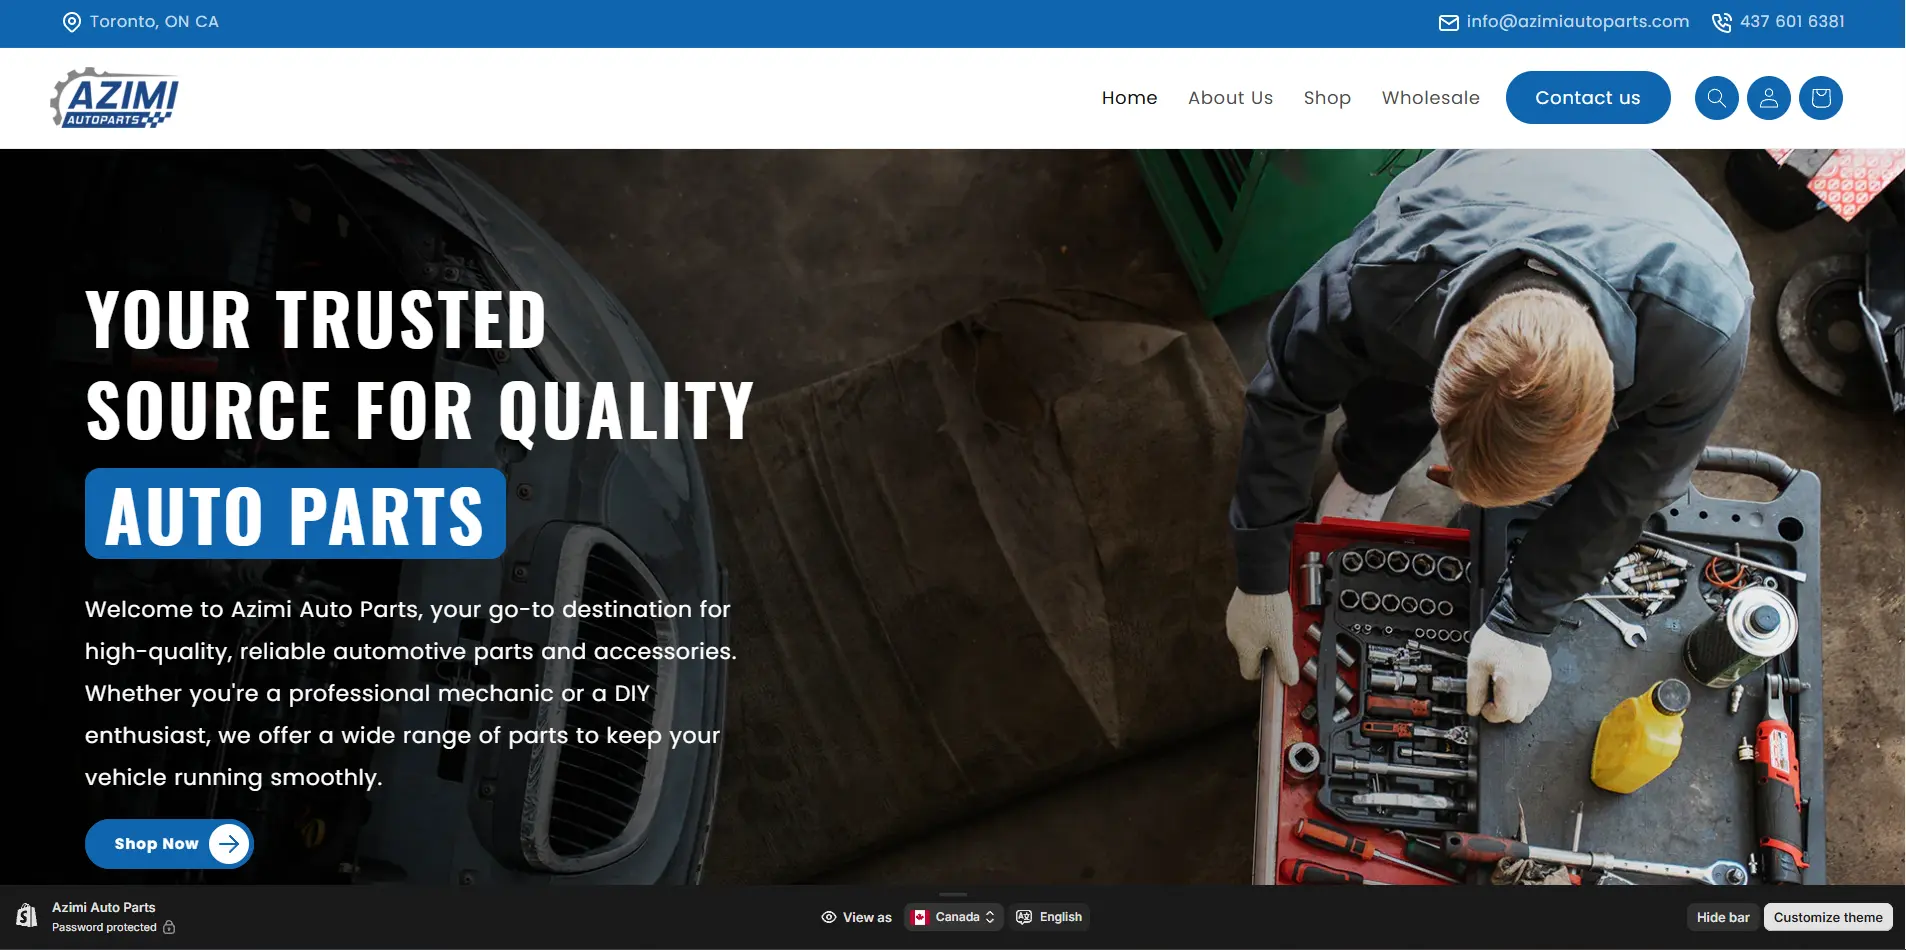 Toronto, ON CA
info@azimiautoparts.com
437 601 6381
AZIMI
AUTOPARTS
Home
About Us
Shop
Wholesale
Contact us
YOUR TRUSTED
SOURCE FOR QUALITY
AUTO PARTS
Welcome to Azimi Auto Parts, your go-to destination for
high-quality, reliable automotive parts and accessories.
Whether you're a professional mechanic or a DIY
enthusiast, we offer a wide range of parts to keep your
vehicle running smoothly.
Shop Now
Azimi Auto Parts
Password protected
View as
Canada
English
Hide bar
Customize theme